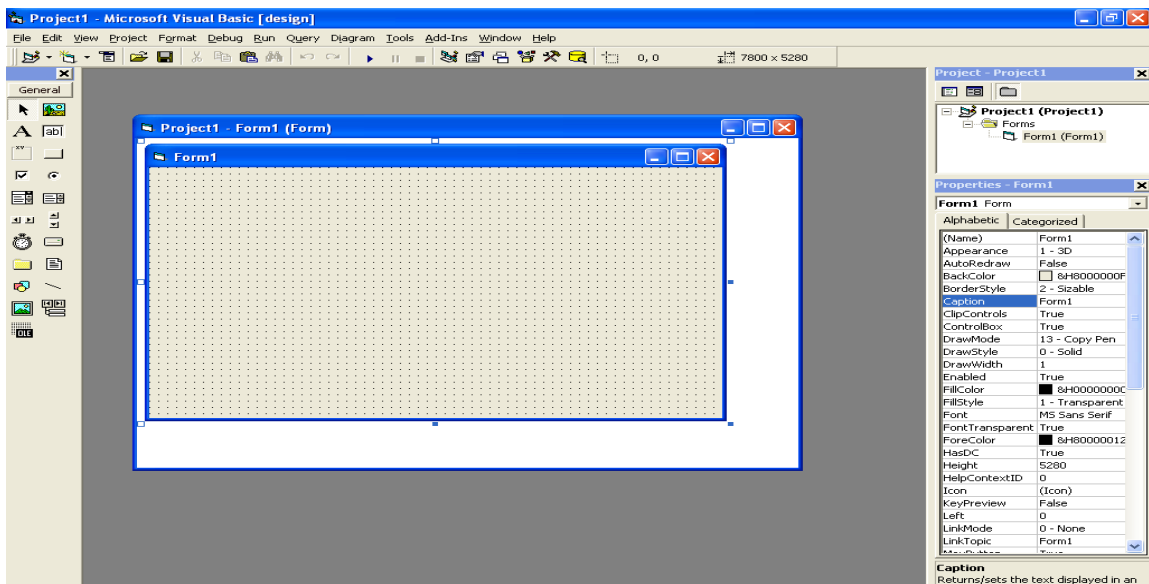 Project1 - Microsoft Visual Basic [design]
File Edit View Project Format Debug Run Query Diagram Tools Add-Ins Window Help
0, 0 7800 x 5280
General
A ab|
xv
OLE
Project1 - Form1 (Form)
Form1
Project - Project1
Project1 (Project1)
Forms
Form1 (Form1)
Properties - Form1
Form1 Form
Alphabetic Categorized
(Name) Form1
Appearance 1 - 3D
AutoRedraw False
BackColor &H8000000F
BorderStyle 2 - Sizable
Caption Form1
ClipControls True
ControlBox True
DrawMode 13 - Copy Pen
DrawStyle 0 - Solid
DrawWidth 1
Enabled True
FillColor &H0000000C
FillStyle 1 - Transparent
Font MS Sans Serif
FontTransparent True
ForeColor &H80000012
HasDC True
Height 5280
HelpContextID 0
Icon (Icon)
KeyPreview False
Left 0
LinkMode 0 - None
LinkTopic Form1
Caption
Returns/sets the text displayed in an